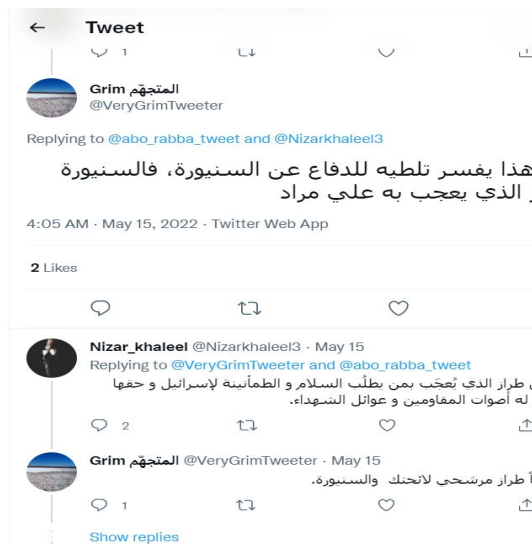 Tweet
1
Grim المتجهّم
@VeryGrimTweeter
Replying to @abo_rabba_tweet and @Nizarkhaleel3
هذا يفسر تلطيه للدفاع عن السنيورة، فالسنيورة
الذي يعجب به علي مراد
4:05 AM · May 15, 2022 · Twitter Web App
2 Likes
Nizar_khaleel @Nizarkhaleel3 · May 15
Replying to @VeryGrimTweeter and @abo_rabba_tweet
طراز الذي يُعجَب بمن يطلُب السلام و الطمأنينة لإسرائيل و حقها
له أصوات المقاومين و عوائل الشهداء.
2
Grim المتجهّم @VeryGrimTweeter · May 15
طراز مرشحي لائحتك والسنيورة.
1
Show replies